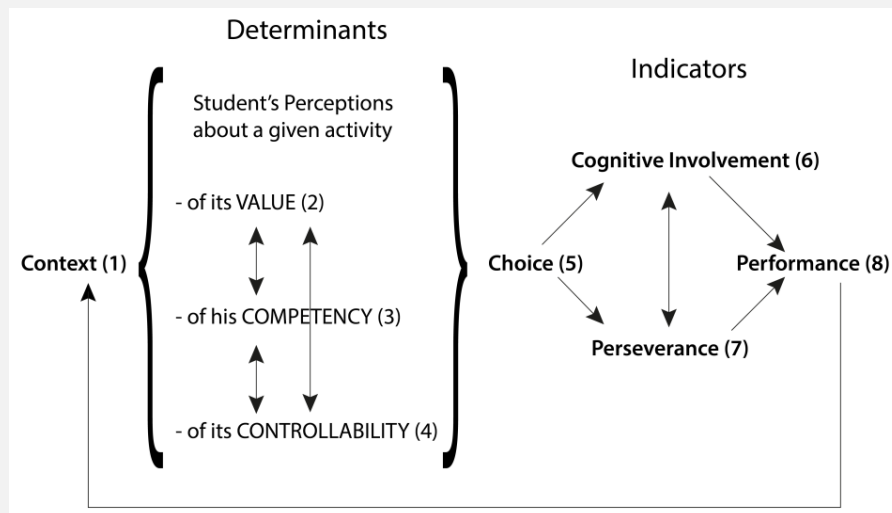 Determinants
Indicators
Student's Perceptions
about a given activity
Cognitive Involvement (6)
- of its VALUE (2)
Context (1)
Choice (5)
Performance (8)
- of his COMPETENCY (3)
Perseverance (7)
- of its CONTROLLABILITY (4)